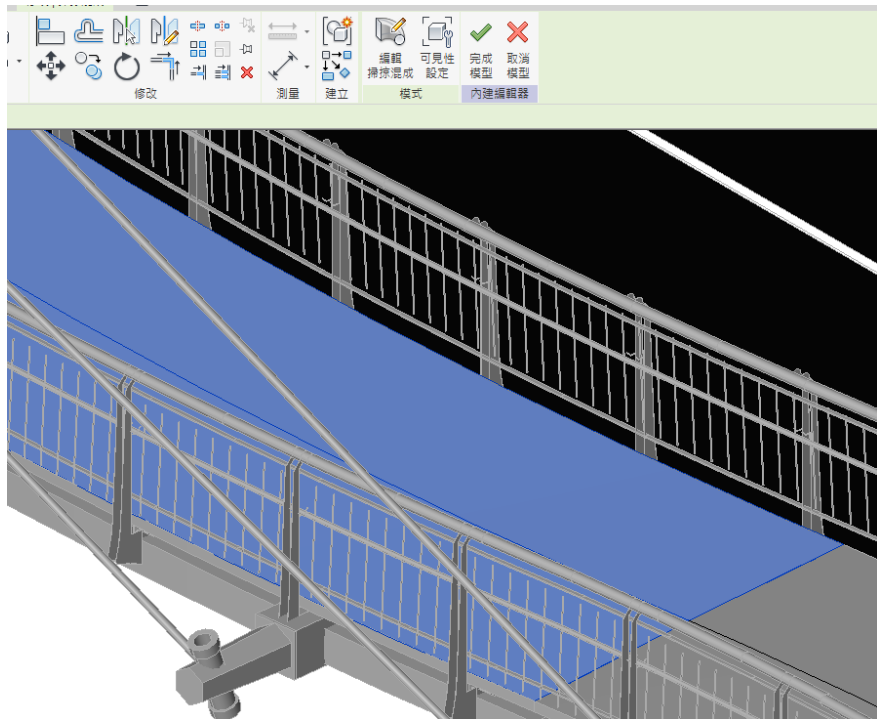 編輯
掃掠混成
可見性
設定
完成
模型
取消
模型
修改
測量
建立
模式
內建編輯器